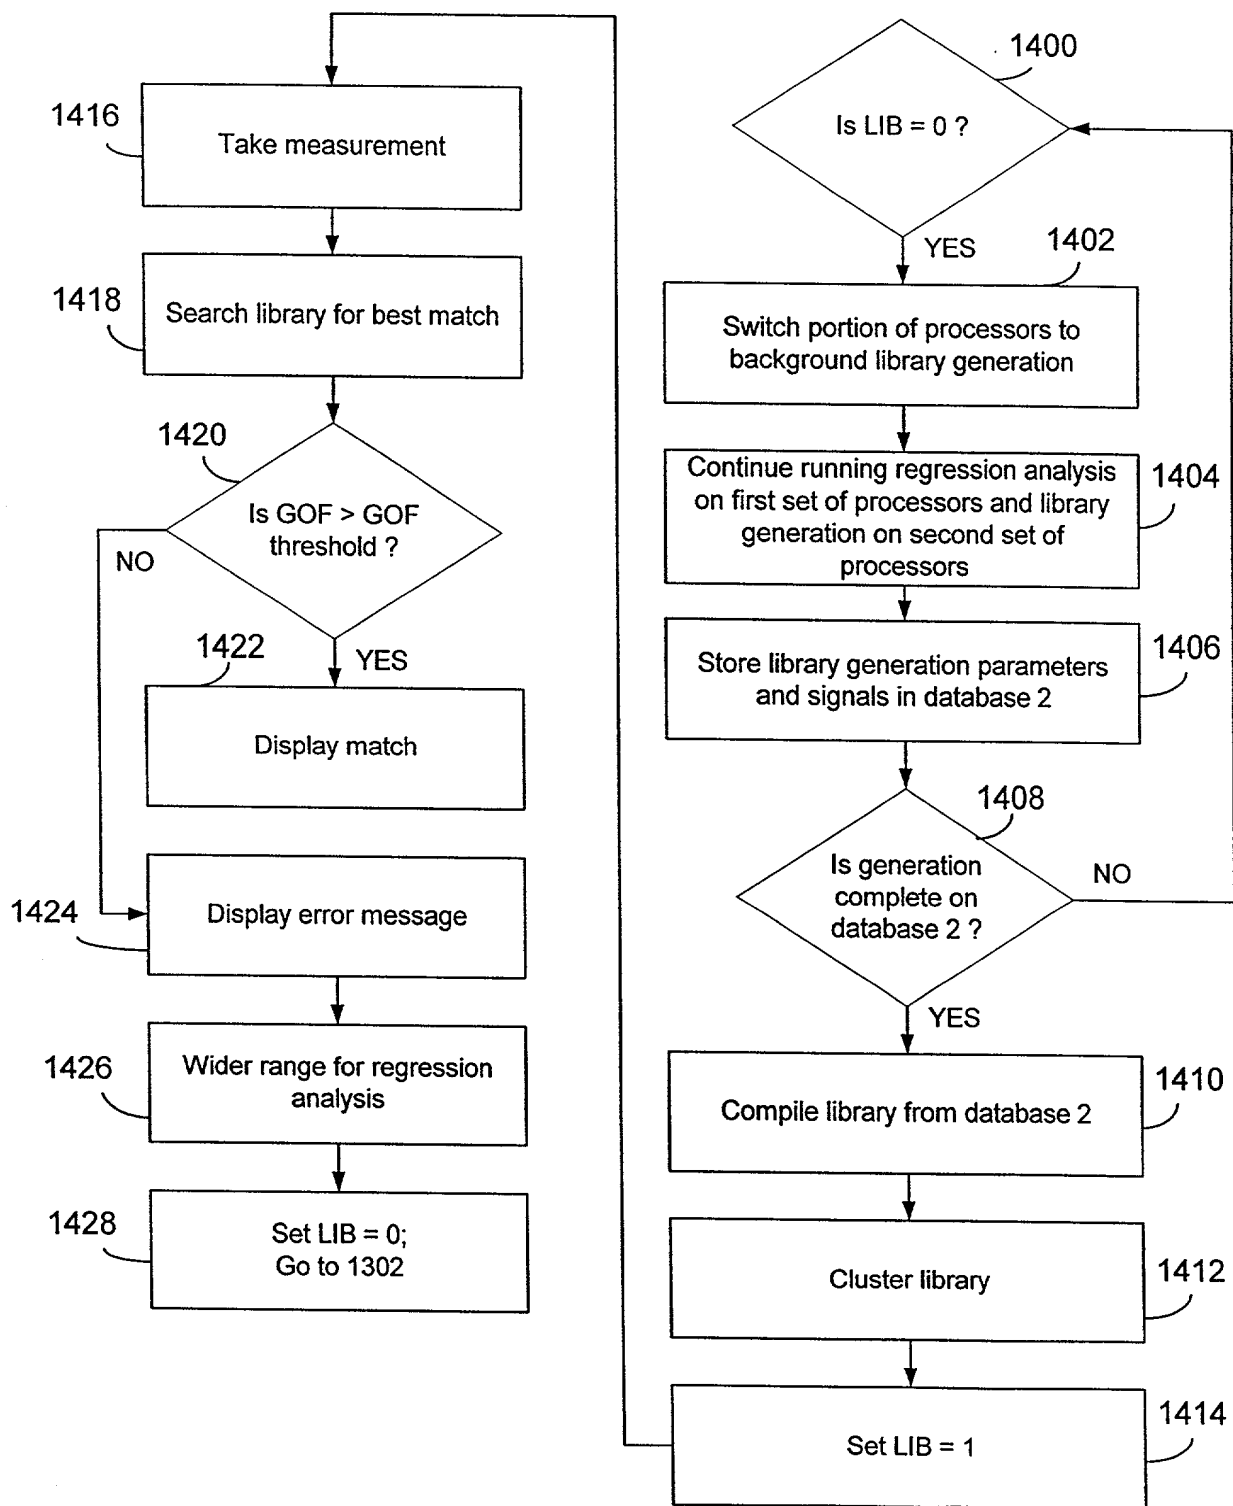 1416
Take measurement
1418
Search library for best match
1420
Is GOF > GOF
threshold ?
NO
YES
1422
Display match
1424
Display error message
1426
Wider range for regression
analysis
1428
Set LIB = 0;
Go to 1302
1400
Is LIB = 0 ?
YES
1402
Switch portion of processors to
background library generation
1404
Continue running regression analysis
on first set of processors and library
generation on second set of
processors
1406
Store library generation parameters
and signals in database 2
1408
Is generation
complete on
database 2 ?
NO
YES
1410
Compile library from database 2
1412
Cluster library
1414
Set LIB = 1